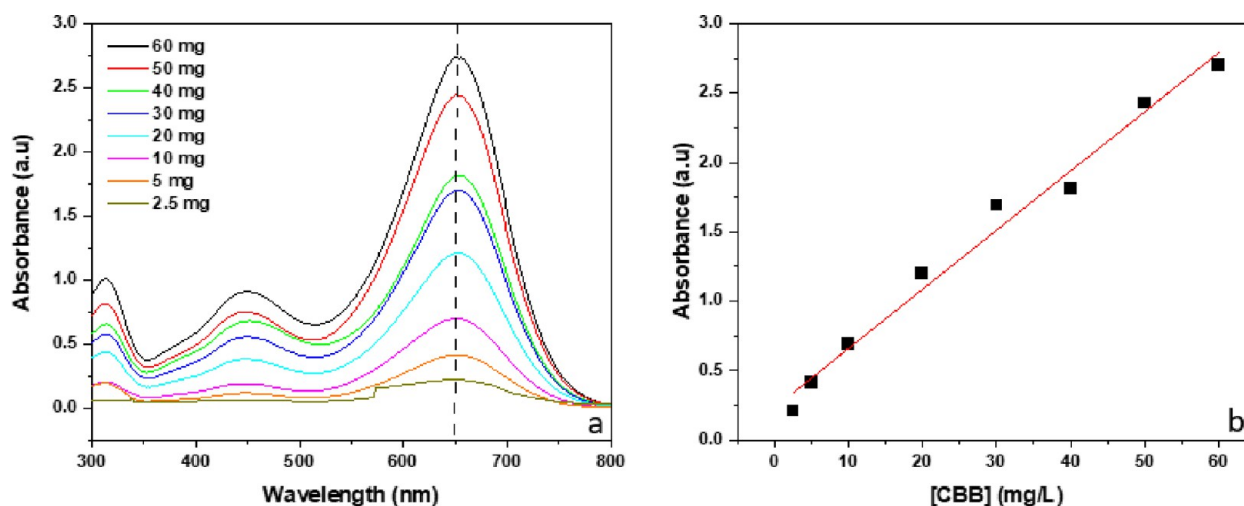 3.0
2.5
2.0
1.5
1.0
0.5
0.0
Absorbance (a.u)
60 mg
50 mg
40 mg
30 mg
20 mg
10 mg
5 mg
2.5 mg
a
300 400 500 600 700 800
Wavelength (nm)
3.0
2.5
2.0
1.5
1.0
0.5
0.0
Absorbance (a.u)
b
0 10 20 30 40 50 60
[CBB] (mg/L)